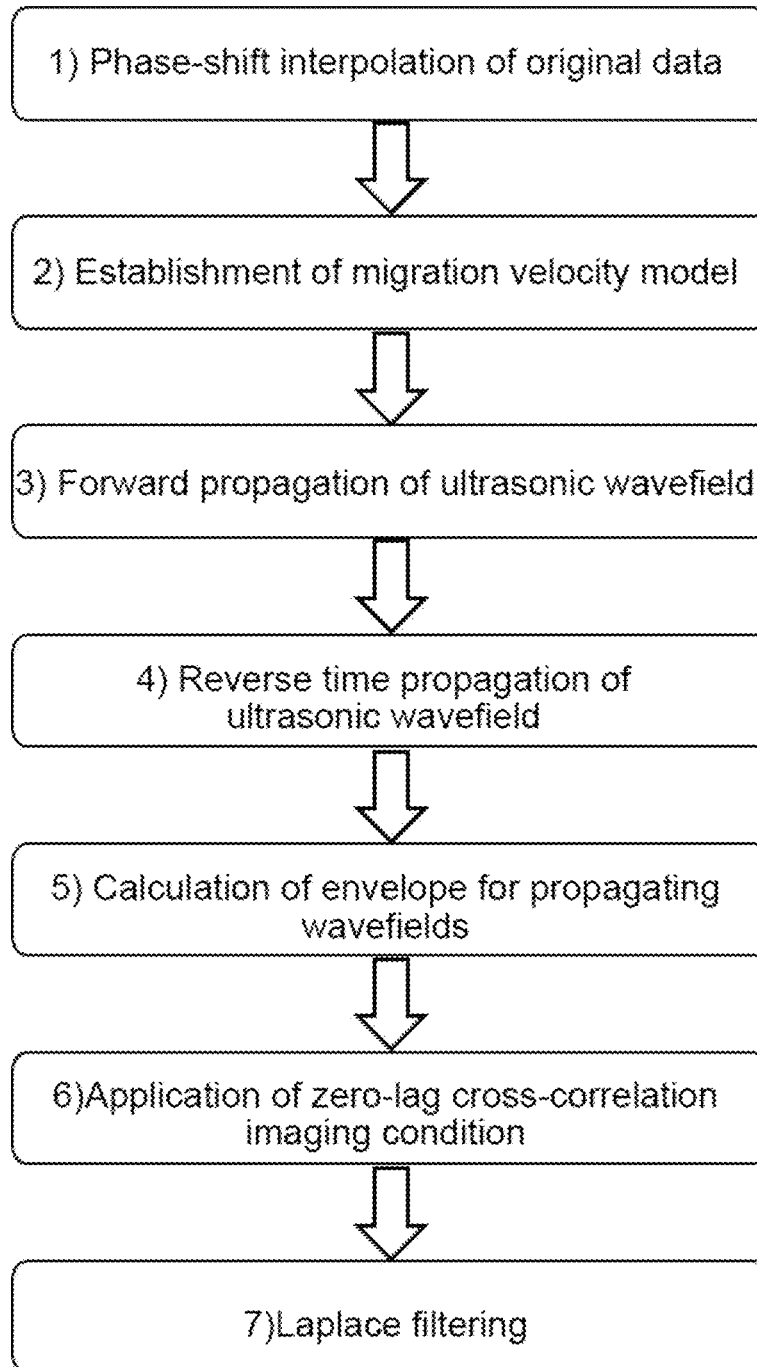 1) Phase-shift interpolation of original data
2) Establishment of migration velocity model
3) Forward propagation of ultrasonic wavefield
4) Reverse time propagation of
ultrasonic wavefield
5) Calculation of envelope for propagating
wavefields
6)Application of zero-lag cross-correlation
imaging condition
7)Laplace filtering